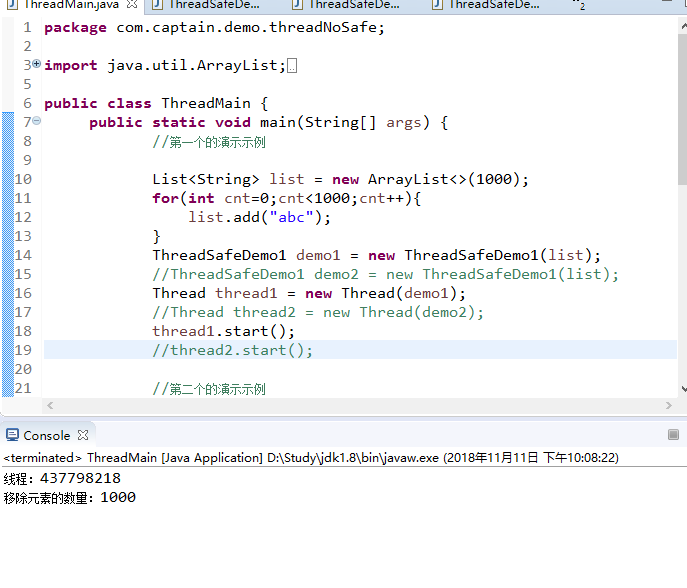 ThreadMain.java ThreadSafeDe... ThreadSafeDe... ThreadSafeDemo... 2
1 package com.captain.demo.threadNoSafe;
2
3 import java.util.ArrayList;
5
6 public class ThreadMain {
7 public static void main(String[] args) {
8 //第一个的演示示例
9
10 List<String> list = new ArrayList<>(1000);
11 for(int cnt=0;cnt<1000;cnt++){
12 list.add("abc");
13 }
14 ThreadSafeDemo1 demo1 = new ThreadSafeDemo1(list);
15 //ThreadSafeDemo1 demo2 = new ThreadSafeDemo1(list);
16 Thread thread1 = new Thread(demo1);
17 //Thread thread2 = new Thread(demo2);
18 thread1.start();
19 //thread2.start();
20
21 //第二个的演示示例
Console
<terminated> ThreadMain [Java Application] D:\Study\jdk1.8\bin\javaw.exe (2018年11月11日 下午10:08:22)
线程：437798218
移除元素的数量：1000